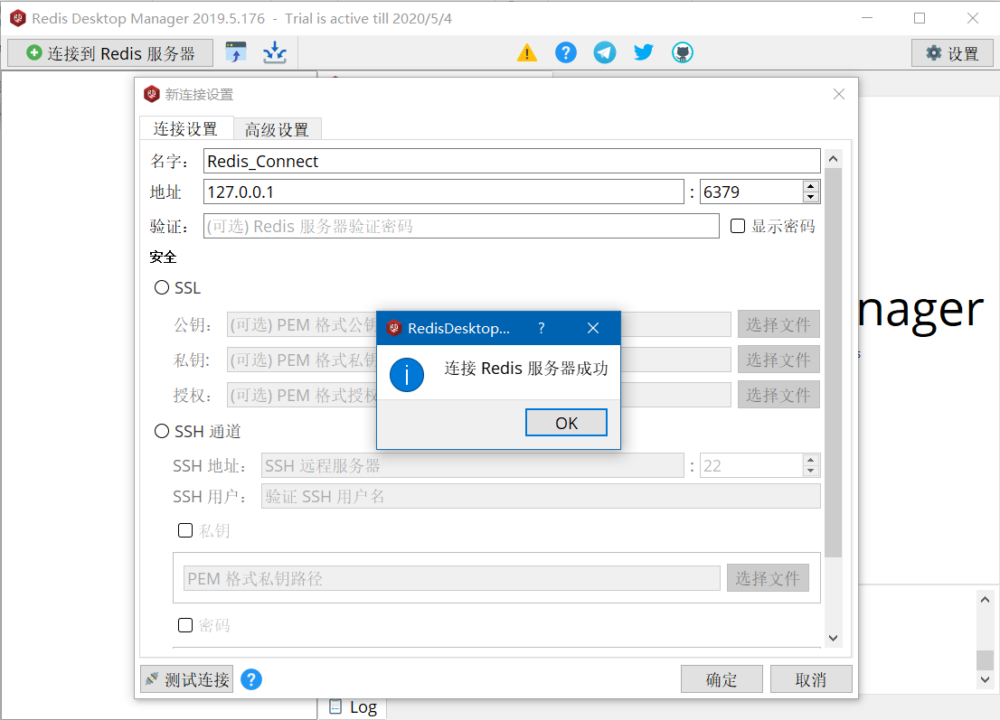 Redis Desktop Manager 2019.5.176 - Trial is active till 2020/5/4
连接到 Redis 服务器
设置
新连接设置
连接设置
高级设置
名字：
Redis_Connect
地址
127.0.0.1
:
6379
验证：
(可选) Redis 服务器验证密码
显示密码
安全
SSL
公钥：
(可选) PEM 格式公钥
选择文件
私钥：
(可选) PEM 格式私钥
选择文件
授权：
(可选) PEM 格式授权
选择文件
SSH 通道
SSH 地址：
SSH 远程服务器
:
22
SSH 用户：
验证 SSH 用户名
私钥
PEM 格式私钥路径
选择文件
密码
测试连接
确定
取消
RedisDesktop...
?
连接 Redis 服务器成功
OK
nager
s
Log